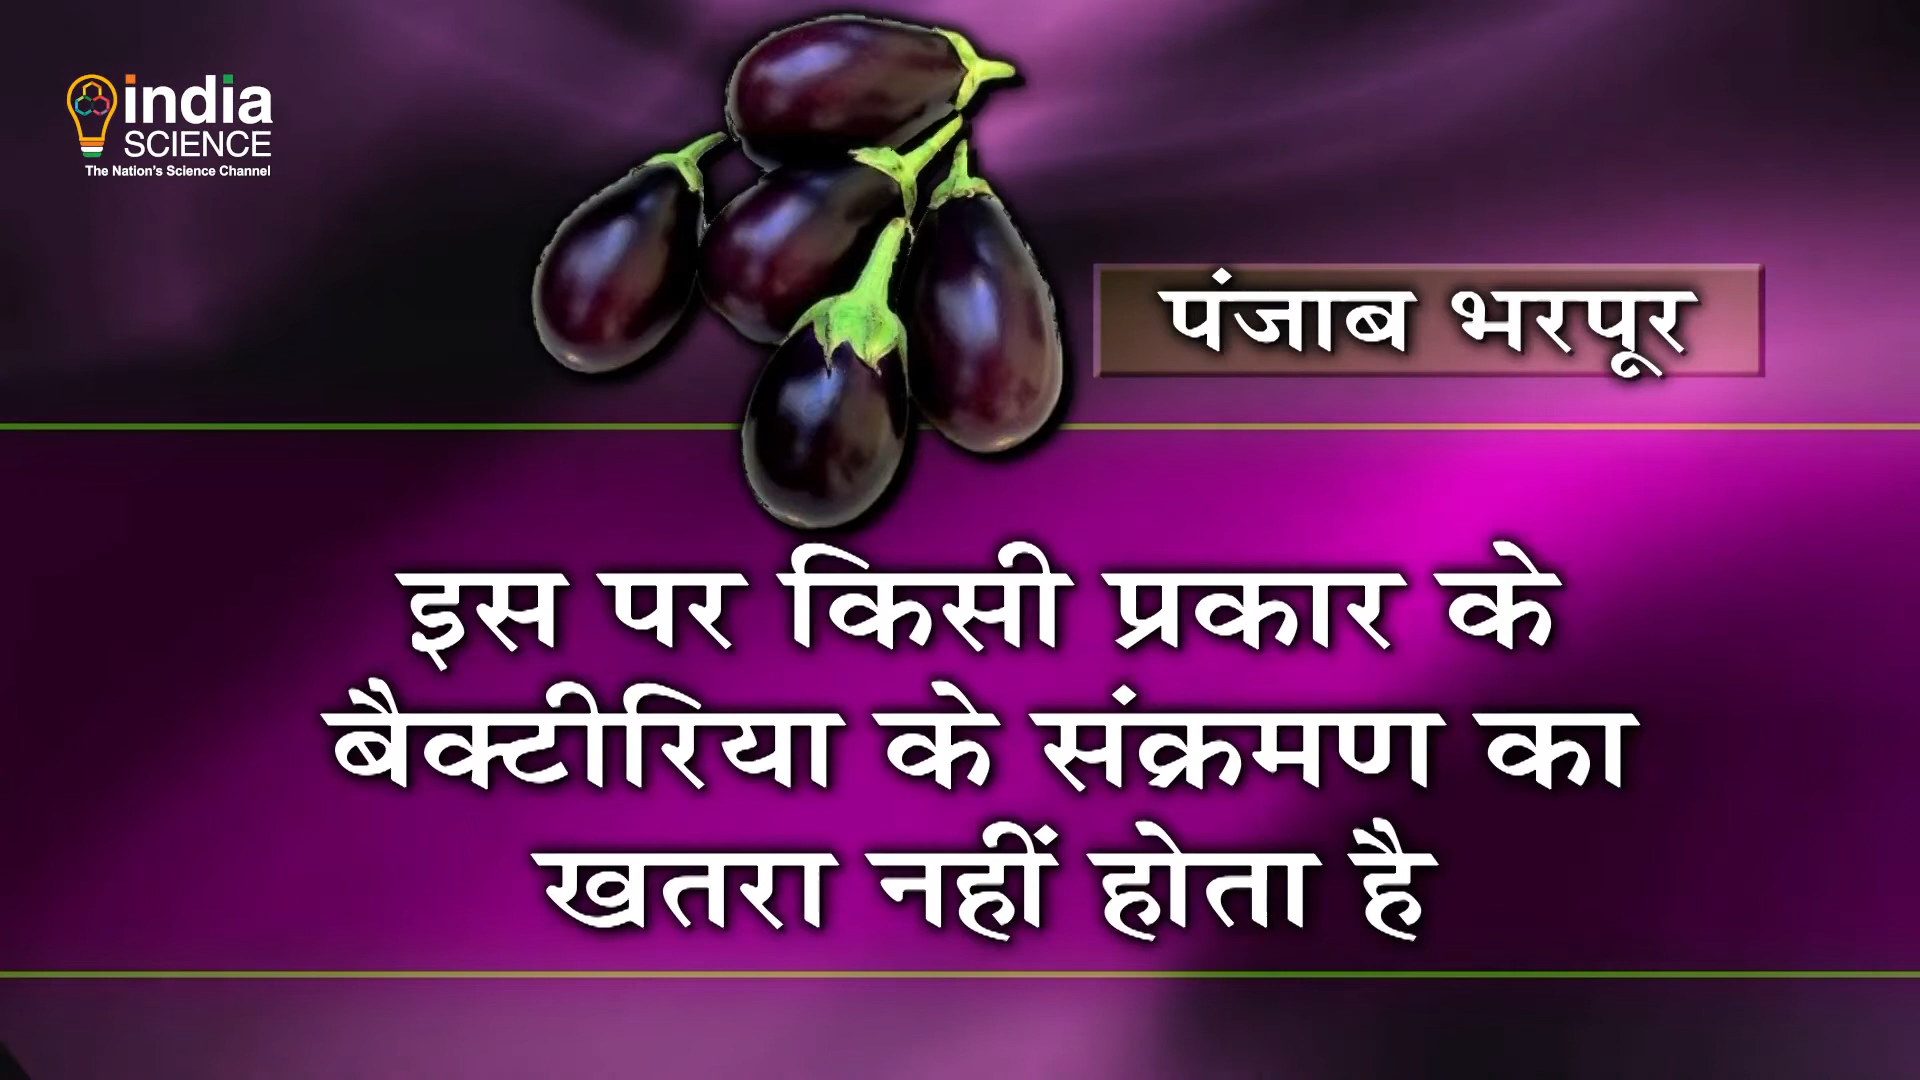 india
SCIENCE
The Nation's Science Channel
पंजाब भरपूर
इस पर किसी प्रकार के
बैक्टीरिया के संक्रमण का
खतरा नहीं होता है